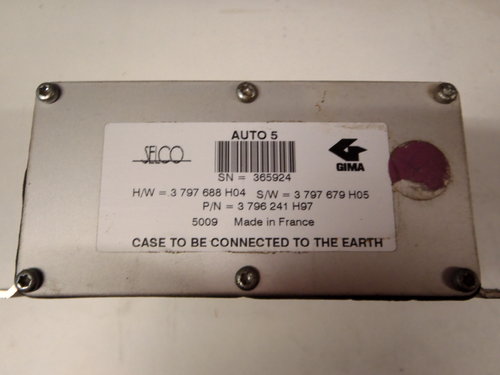 AUTO 5
SELCO
GIMA
SN = 365924
H/W = 3 797 688 H04 S/W = 3 797 679 H05
P/N = 3 796 241 H97
5009 Made in France
CASE TO BE CONNECTED TO THE EARTH